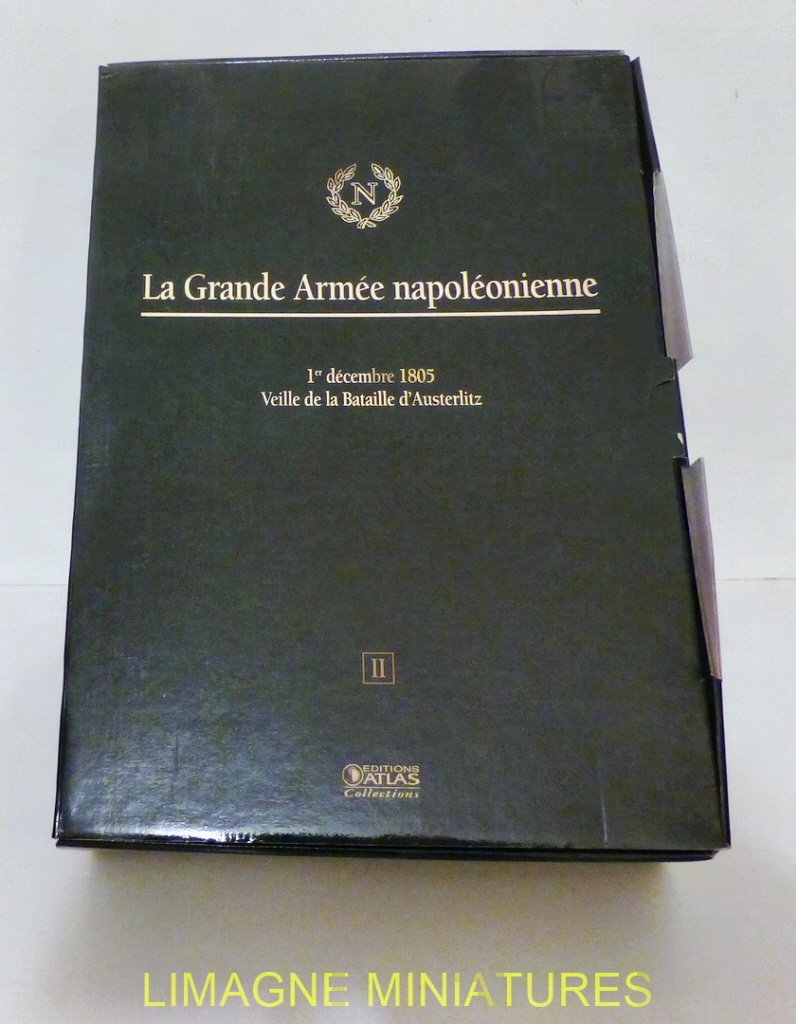 N
La Grande Armée napoléonienne
1er décembre 1805
Veille de la Bataille d'Austerlitz
II
EDITIONS
ATLAS
Collections
LIMAGNE MINIATURES